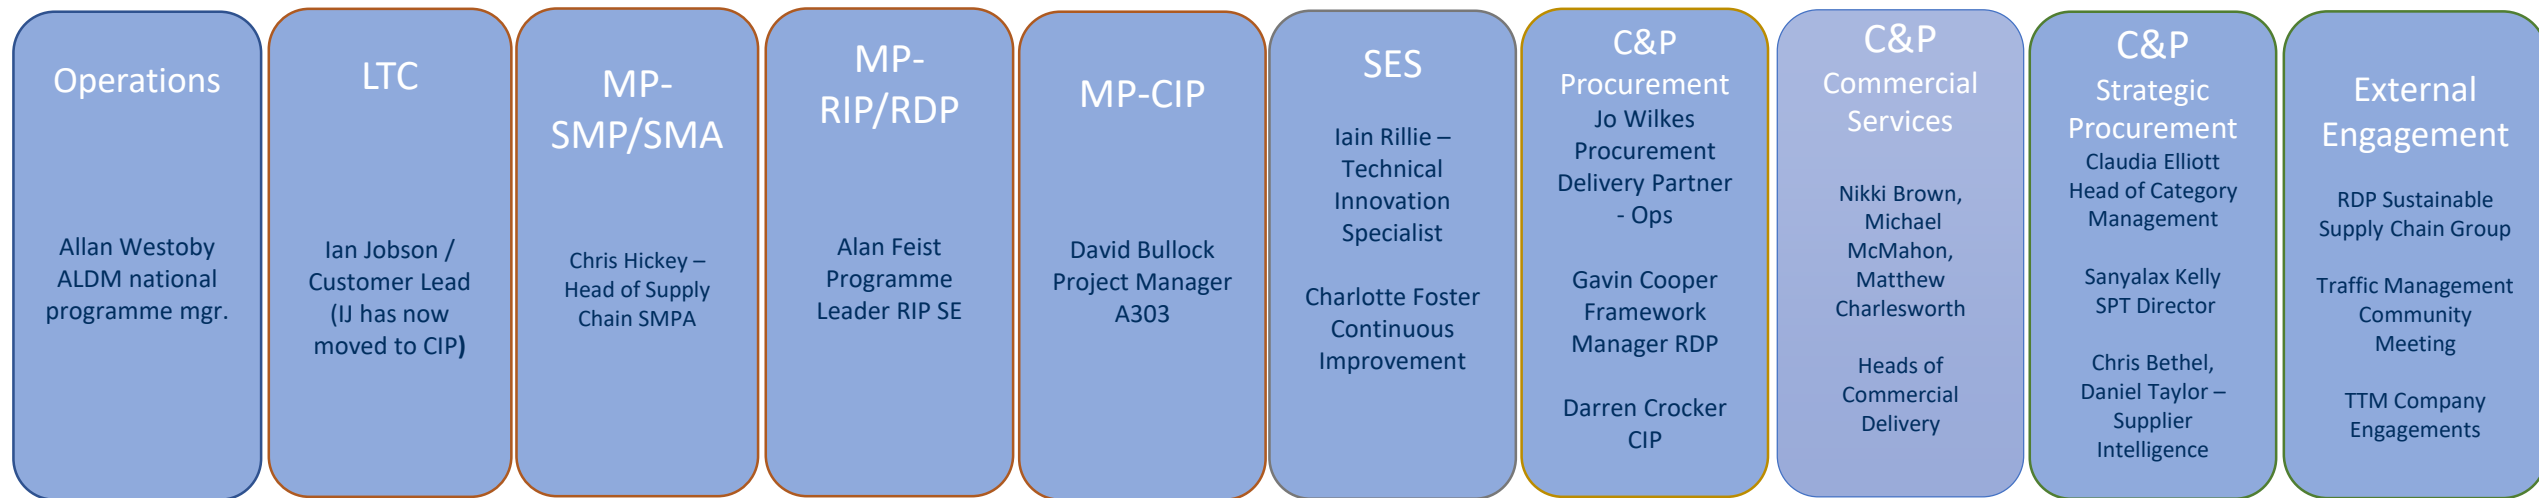 Operations
Allan Westoby
ALDM national
programme mgr.
LTC
Ian Jobson /
Customer Lead
(IJ has now
moved to CIP)
MP-
SMP/SMA
Chris Hickey –
Head of Supply
Chain SMPA
MP-
RIP/RDP
Alan Feist
Programme
Leader RIP SE
MP-CIP
David Bullock
Project Manager
A303
SES
Iain Rillie –
Technical
Innovation
Specialist
Charlotte Foster
Continuous
Improvement
C&P
Procurement
Jo Wilkes
Procurement
Delivery Partner
- Ops
Gavin Cooper
Framework
Manager RDP
Darren Crocker
CIP
C&P
Commercial
Services
Nikki Brown,
Michael
McMahon,
Matthew
Charlesworth
Heads of
Commercial
Delivery
C&P
Strategic
Procurement
Claudia Elliott
Head of Category
Management
Sanyalax Kelly
SPT Director
Chris Bethel,
Daniel Taylor –
Supplier
Intelligence
External
Engagement
RDP Sustainable
Supply Chain Group
Traffic Management
Community
Meeting
TTM Company
Engagements